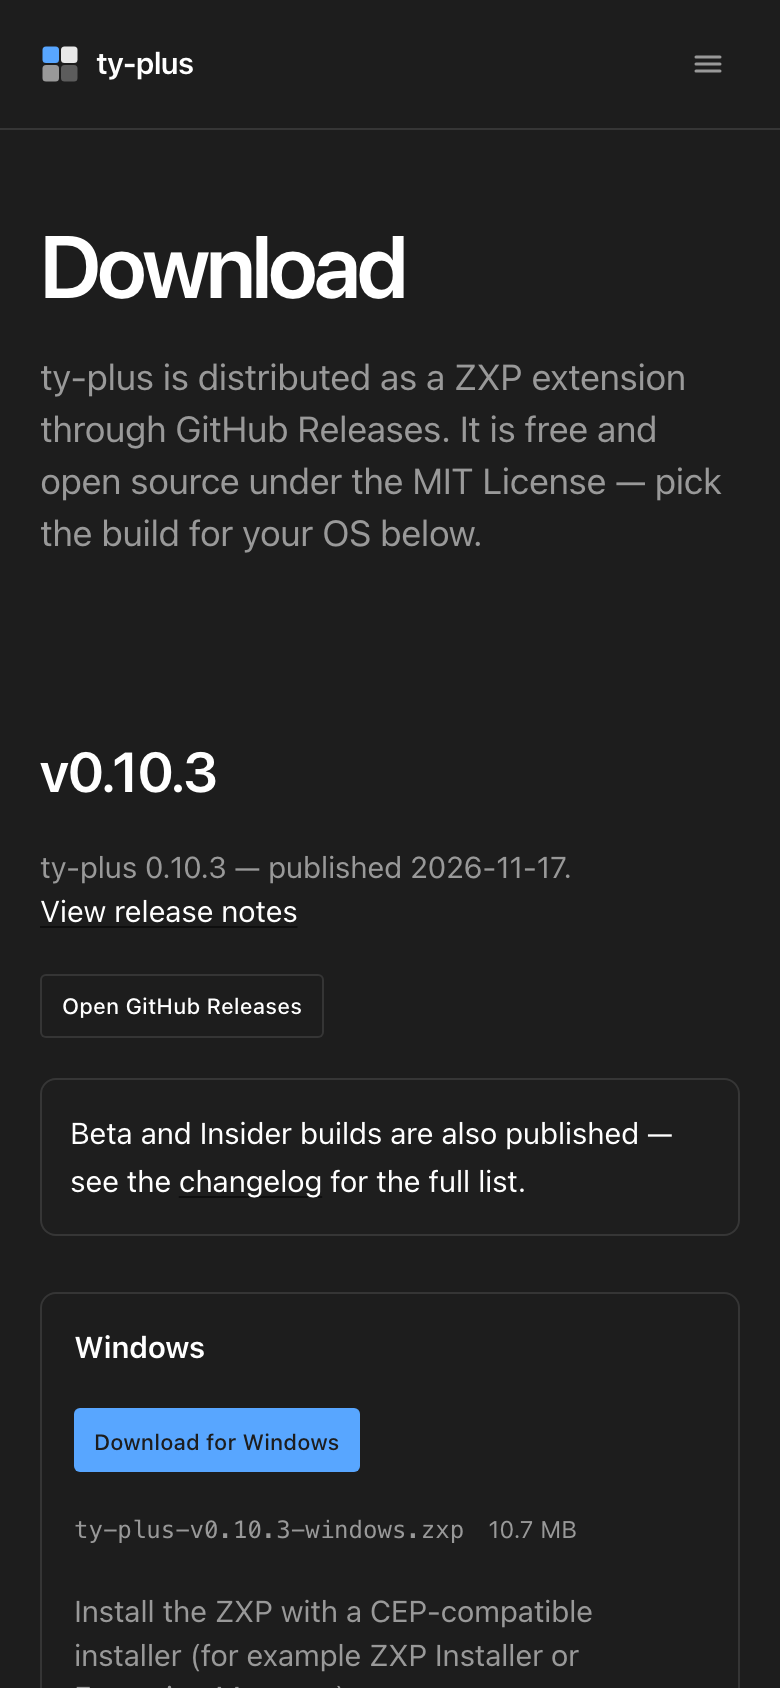 ty-plus
Download
ty-plus is distributed as a ZXP extension
through GitHub Releases. It is free and
open source under the MIT License — pick
the build for your OS below.
v0.10.3
ty-plus 0.10.3 — published 2026-11-17.
View release notes
Open GitHub Releases
Beta and Insider builds are also published —
see the changelog for the full list.
Windows
Download for Windows
ty-plus-v0.10.3-windows.zxp 10.7 MB
Install the ZXP with a CEP-compatible
installer (for example ZXP Installer or